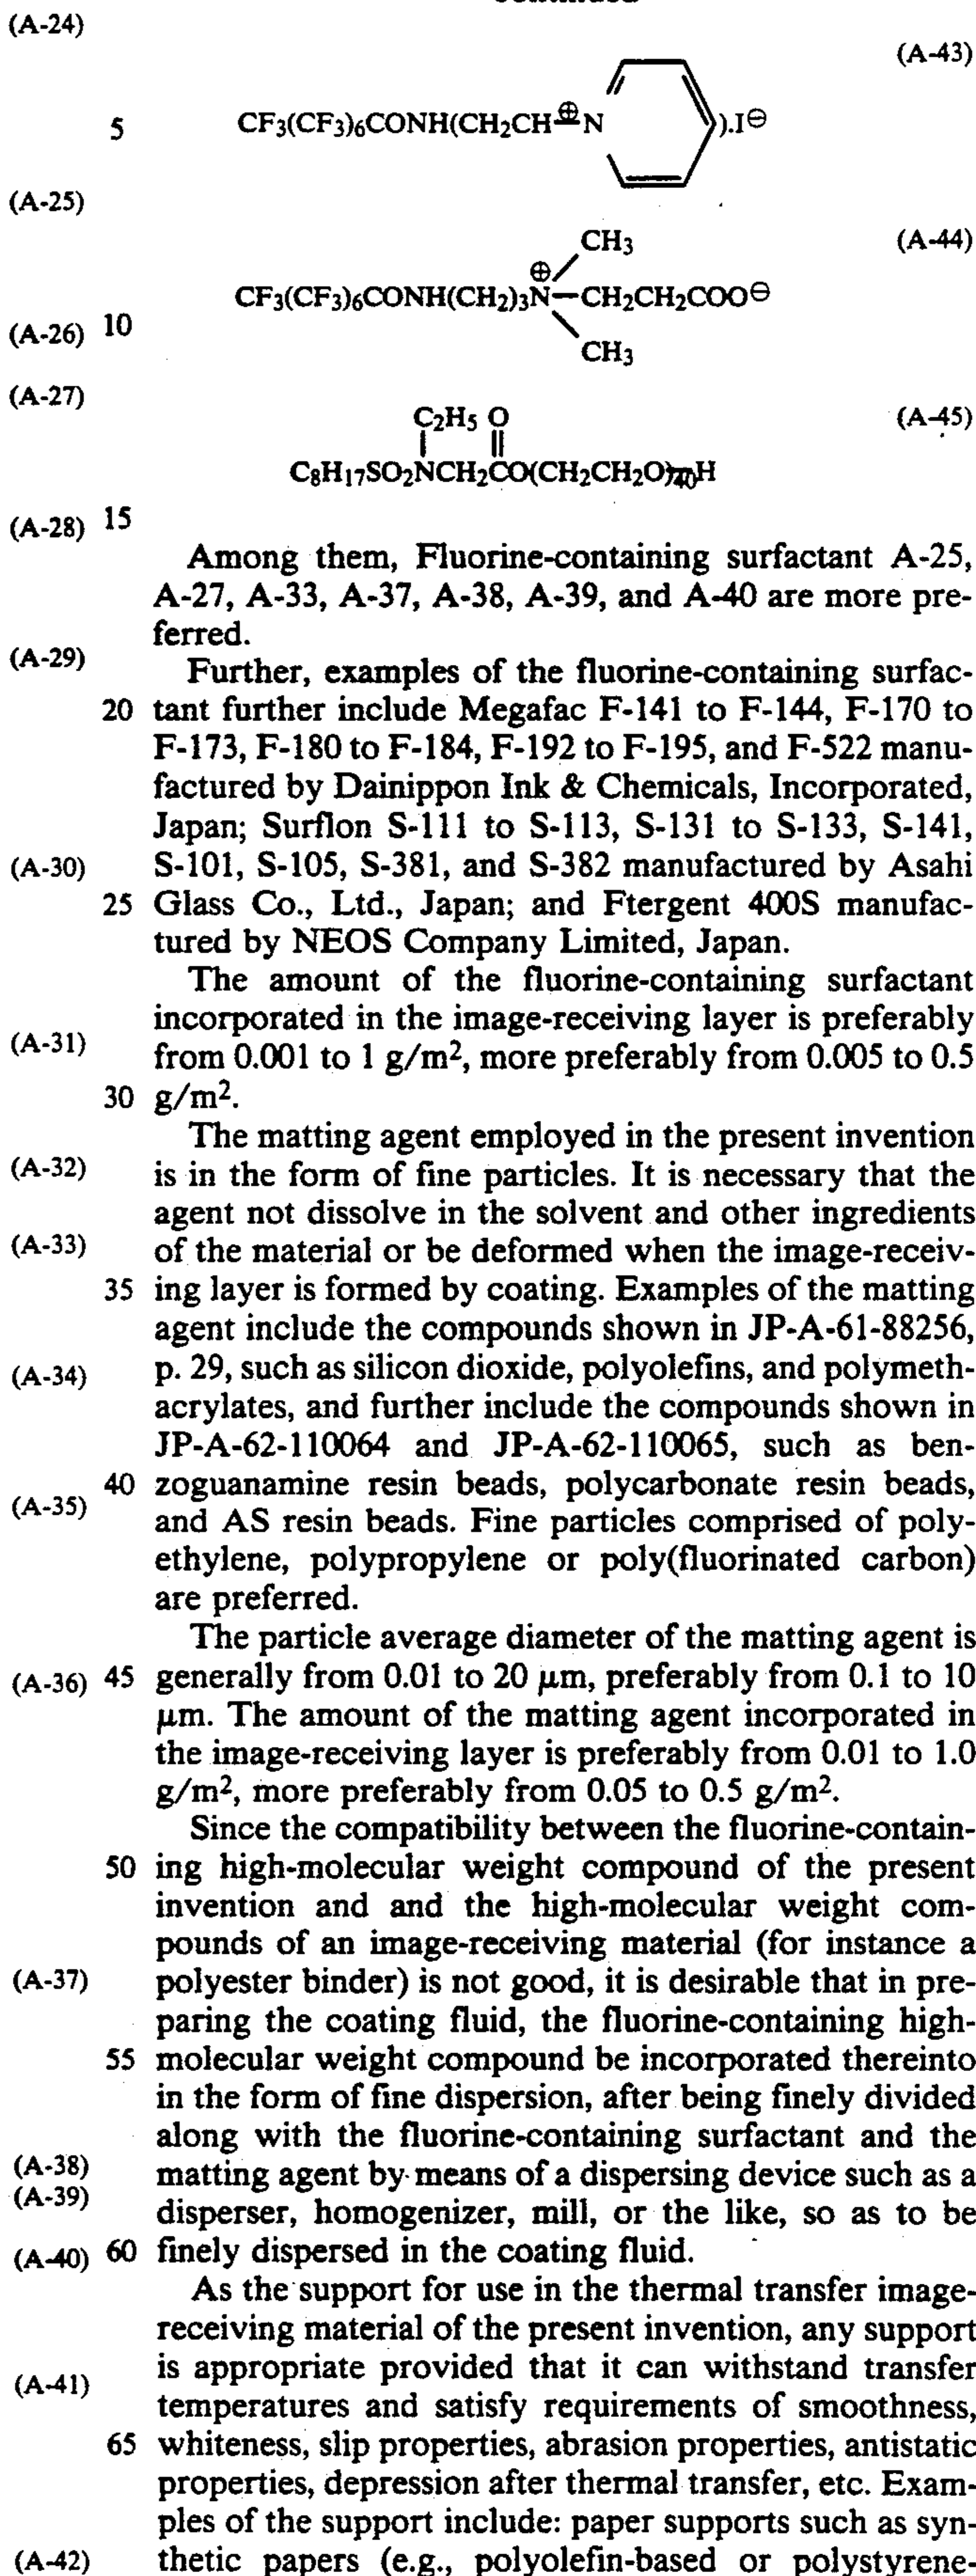 (A-24)
(A-43)
5 CF3(CF3)6CONH(CH2CH⊕N ).I⊖
(A-25)
CH3 (A-44)
⊕
CF3(CF3)6CONH(CH2)3N—CH2CH2COO⊖
(A-26) 10
CH3
(A-27)
C2H5 O (A-45)
C8H17SO2NCH2CO(CH2CH2O)40H
(A-28) 15
Among them, Fluorine-containing surfactant A-25,
A-27, A-33, A-37, A-38, A-39, and A-40 are more pre-
ferred.
(A-29)
Further, examples of the fluorine-containing surfac-
20 tant further include Megafac F-141 to F-144, F-170 to
F-173, F-180 to F-184, F-192 to F-195, and F-522 manu-
factured by Dainippon Ink & Chemicals, Incorporated,
Japan; Surflon S-111 to S-113, S-131 to S-133, S-141,
(A-30) S-101, S-105, S-381, and S-382 manufactured by Asahi
25 Glass Co., Ltd., Japan; and Ftergent 400S manufac-
tured by NEOS Company Limited, Japan.
The amount of the fluorine-containing surfactant
incorporated in the image-receiving layer is preferably
(A-31) from 0.001 to 1 g/m2, more preferably from 0.005 to 0.5
30 g/m2.
The matting agent employed in the present invention
(A-32) is in the form of fine particles. It is necessary that the
agent not dissolve in the solvent and other ingredients
(A-33) of the material or be deformed when the image-receiv-
35 ing layer is formed by coating. Examples of the matting
agent include the compounds shown in JP-A-61-88256,
(A-34) p. 29, such as silicon dioxide, polyolefins, and polymeth-
acrylates, and further include the compounds shown in
JP-A-62-110064 and JP-A-62-110065, such as ben-
40 zoguanamine resin beads, polycarbonate resin beads,
(A-35) and AS resin beads. Fine particles comprised of poly-
ethylene, polypropylene or poly(fluorinated carbon)
are preferred.
The particle average diameter of the matting agent is
(A-36) 45 generally from 0.01 to 20 μm, preferably from 0.1 to 10
μm. The amount of the matting agent incorporated in
the image-receiving layer is preferably from 0.01 to 1.0
g/m2, more preferably from 0.05 to 0.5 g/m2.
Since the compatibility between the fluorine-contain-
50 ing high-molecular weight compound of the present
invention and and the high-molecular weight com-
pounds of an image-receiving material (for instance a
(A-37) polyester binder) is not good, it is desirable that in pre-
paring the coating fluid, the fluorine-containing high-
55 molecular weight compound be incorporated thereinto
in the form of fine dispersion, after being finely divided
along with the fluorine-containing surfactant and the
(A-38) matting agent by means of a dispersing device such as a
(A-39) disperser, homogenizer, mill, or the like, so as to be
(A-40) 60 finely dispersed in the coating fluid.
As the support for use in the thermal transfer image-
receiving material of the present invention, any support
(A-41) is appropriate provided that it can withstand transfer
temperatures and satisfy requirements of smoothness,
65 whiteness, slip properties, abrasion properties, antistatic
properties, depression after thermal transfer, etc. Exam-
ples of the support include: paper supports such as syn-
(A-42) thetic papers (e.g., polyolefin-based or polystyrene-